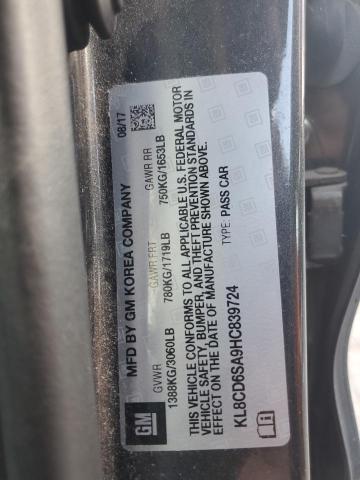 MFD BY GM KOREA COMPANY 08/17
GVWR GAWR FRT GAWR RR
1388KG/3060LB 780KG/1719LB 750KG/1653LB
THIS VEHICLE CONFORMS TO ALL APPLICABLE U.S. FEDERAL MOTOR
VEHICLE SAFETY, BUMPER, AND THEFT PREVENTION STANDARDS IN
EFFECT ON THE DATE OF MANUFACTURE SHOWN ABOVE.
TYPE: PASS CAR
KL8CD6SA9HC839724
GM